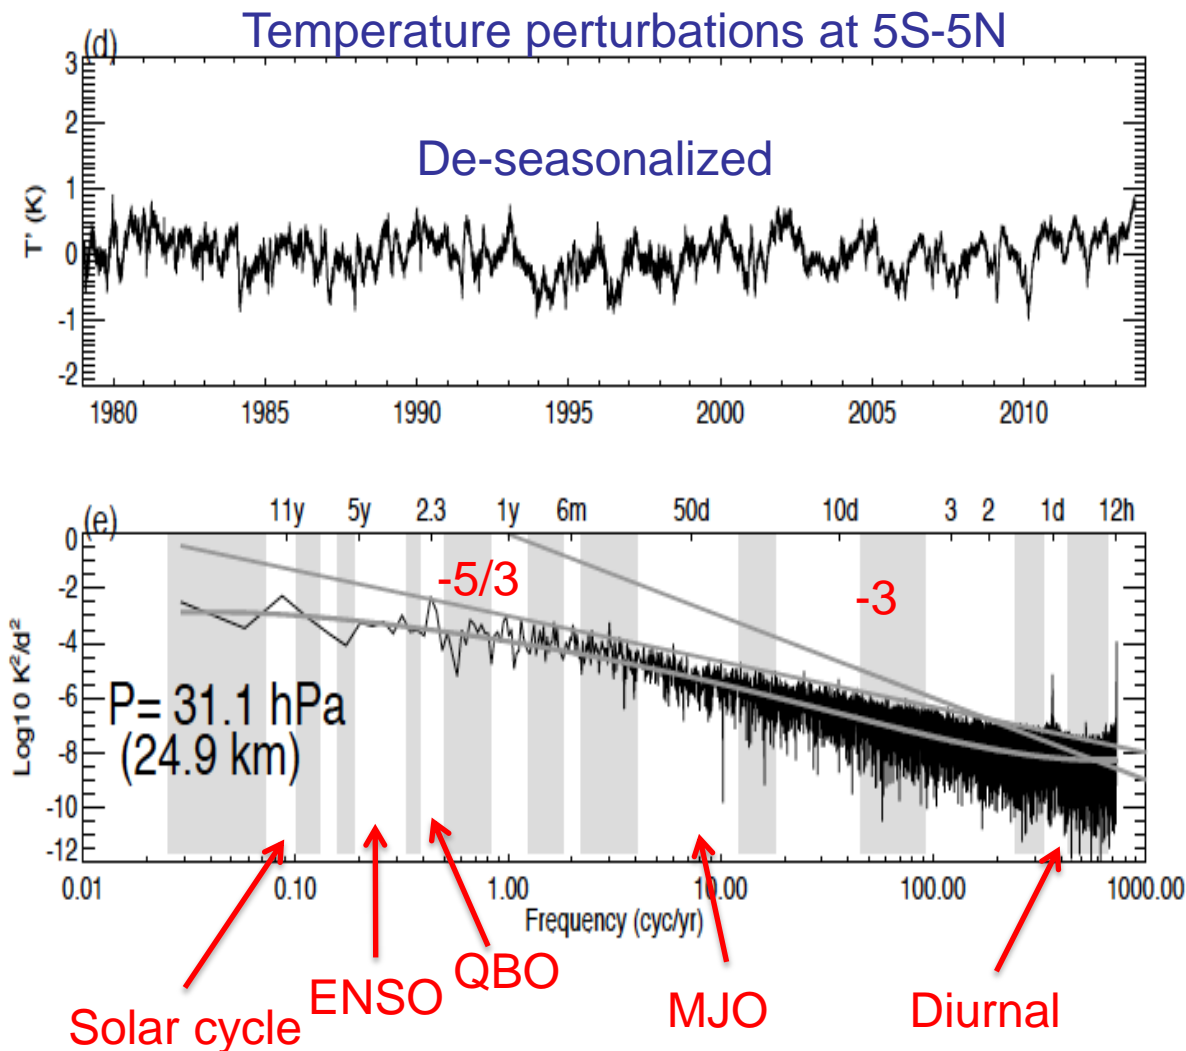 Temperature perturbations at 5S-5N
(d)
De-seasonalized
T' (K)
3
2
1
0
-1
-2
1980 1985 1990 1995 2000 2005 2010
(e)
11y 5y 2.3 1y 6m 50d 10d 3 2 1d 12h
Log10 K²/d²
0
-2
-4
-6
-8
-10
-12
-5/3
-3
P= 31.1 hPa
(24.9 km)
0.01 0.10 1.00 10.00 100.00 1000.00
Frequency (cyc/yr)
Solar cycle ENSO QBO MJO Diurnal